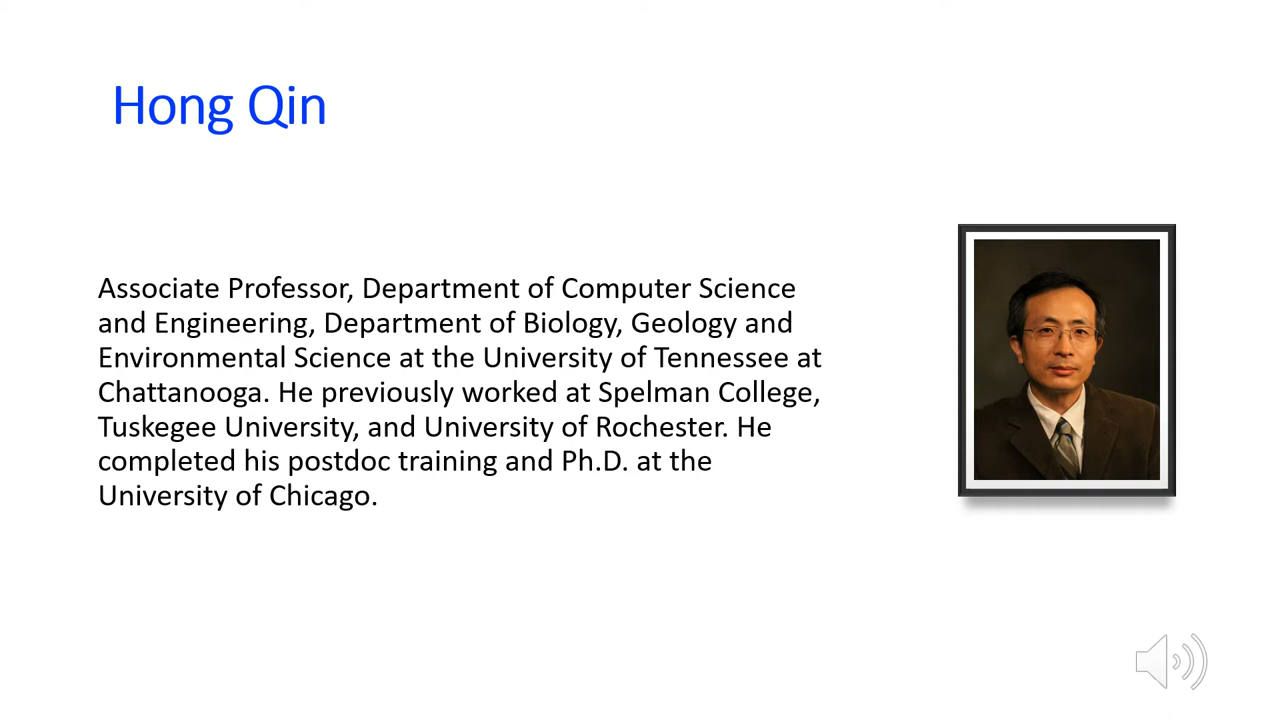 Hong Qin
Associate Professor, Department of Computer Science
and Engineering, Department of Biology, Geology and
Environmental Science at the University of Tennessee at
Chattanooga. He previously worked at Spelman College,
Tuskegee University, and University of Rochester. He
completed his postdoc training and Ph.D. at the
University of Chicago.